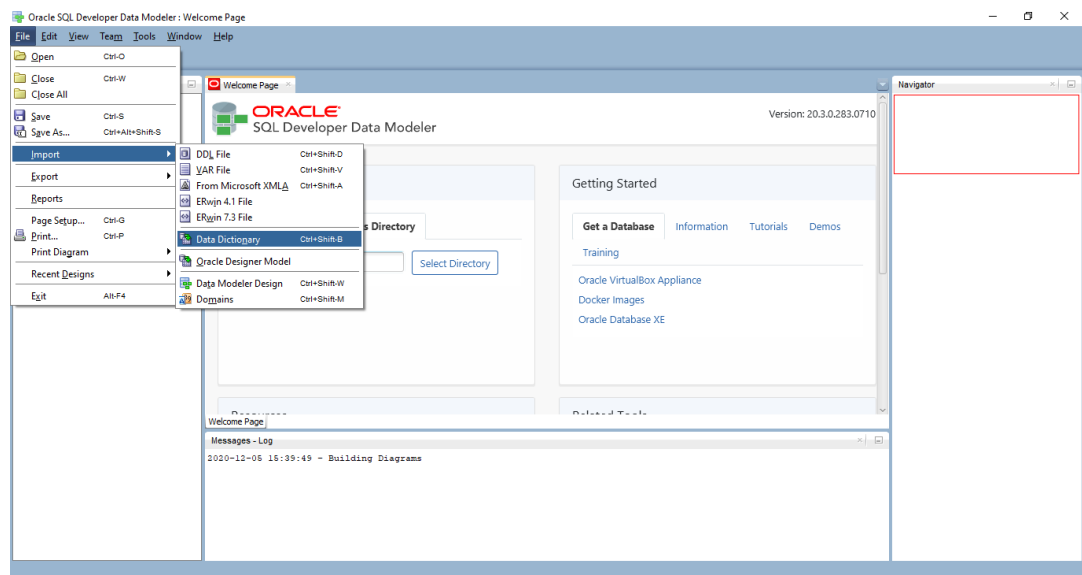 Oracle SQL Developer Data Modeler : Welcome Page
File Edit View Team Tools Window Help
Open Ctrl-O
Close Ctrl-W
Close All
Save Ctrl-S
Save As... Ctrl+Alt+Shift-S
Import
Export
Reports
Page Setup... Ctrl-G
Print... Ctrl-P
Print Diagram
Recent Designs
Exit Alt-F4
DDL File Ctrl+Shift-D
VAR File Ctrl+Shift-V
From Microsoft XMLA Ctrl+Shift-A
ERwin 4.1 File
ERwin 7.3 File
Data Dictionary Ctrl+Shift-B
Oracle Designer Model
Data Modeler Design Ctrl+Shift-W
Domains Ctrl+Shift-M
Welcome Page
ORACLE
SQL Developer Data Modeler
Version: 20.3.0.283.0710
s Directory
Select Directory
Getting Started
Get a Database Information Tutorials Demos
Training
Oracle VirtualBox Appliance
Docker Images
Oracle Database XE
Resources
Related Tools
Welcome Page
Messages - Log
2020-12-05 15:39:49 - Building Diagrams
Navigator